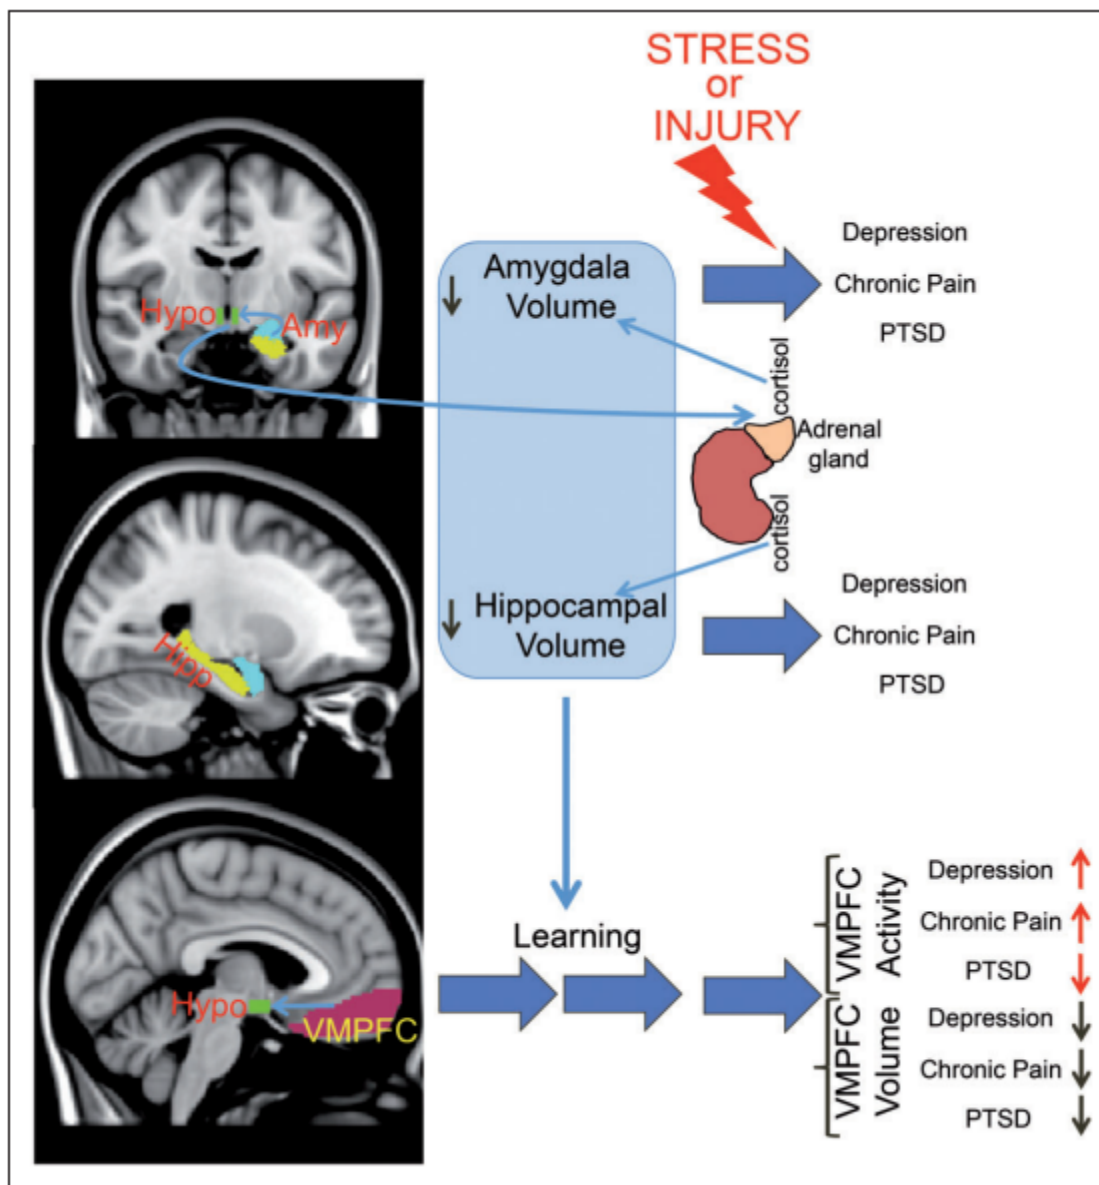 STRESS
or
INJURY
Hypo
Amy
Amygdala
Volume
Depression
Chronic Pain
PTSD
cortisol
Adrenal
gland
cortisol
Hipp
Hippocampal
Volume
Depression
Chronic Pain
PTSD
Learning
Hypo
VMPFC
VMPFC
Activity
Depression
Chronic Pain
PTSD
VMPFC
Volume
Depression
Chronic Pain
PTSD